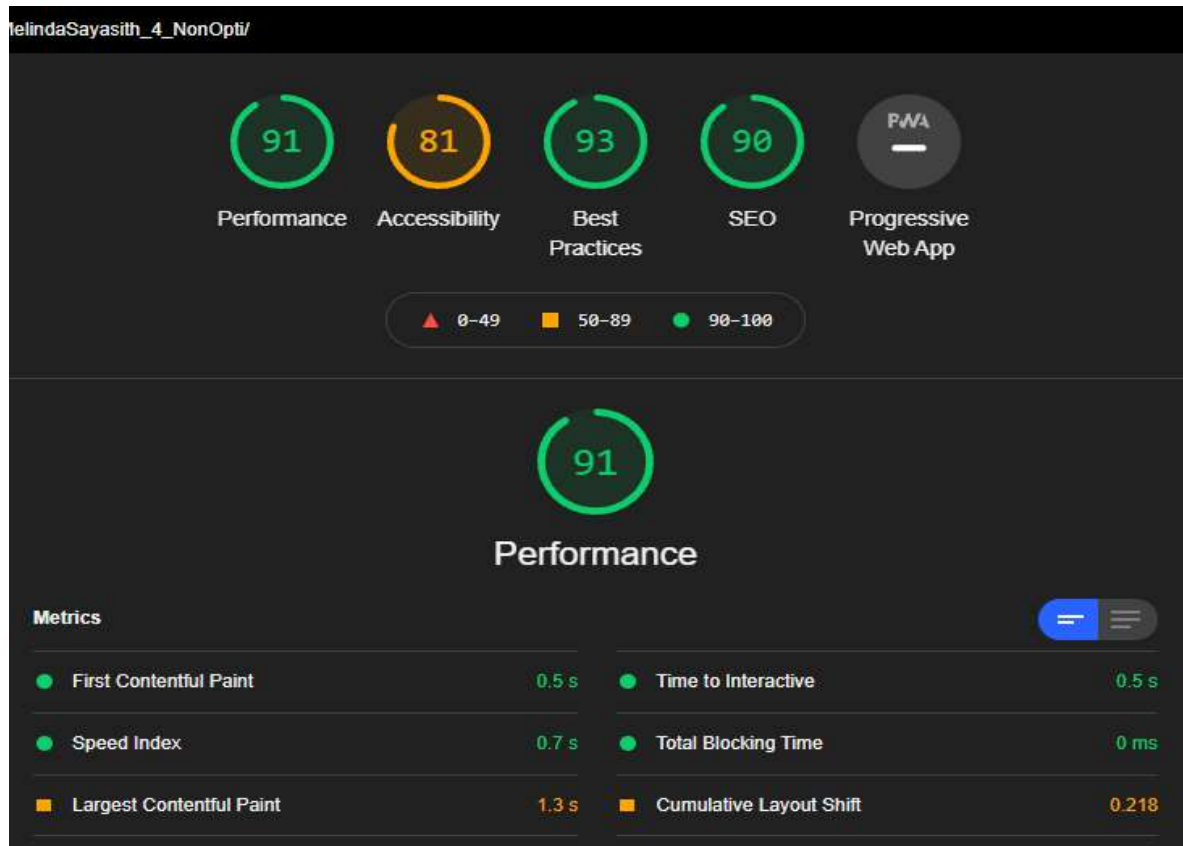 lelindaSayasith_4_NonOpti/
91 81 93 90 PWA
Performance Accessibility Best Practices SEO Progressive Web App
0–49 50–89 90–100
91
Performance
Metrics
First Contentful Paint 0.5 s
Time to Interactive 0.5 s
Speed Index 0.7 s
Total Blocking Time 0 ms
Largest Contentful Paint 1.3 s
Cumulative Layout Shift 0.218